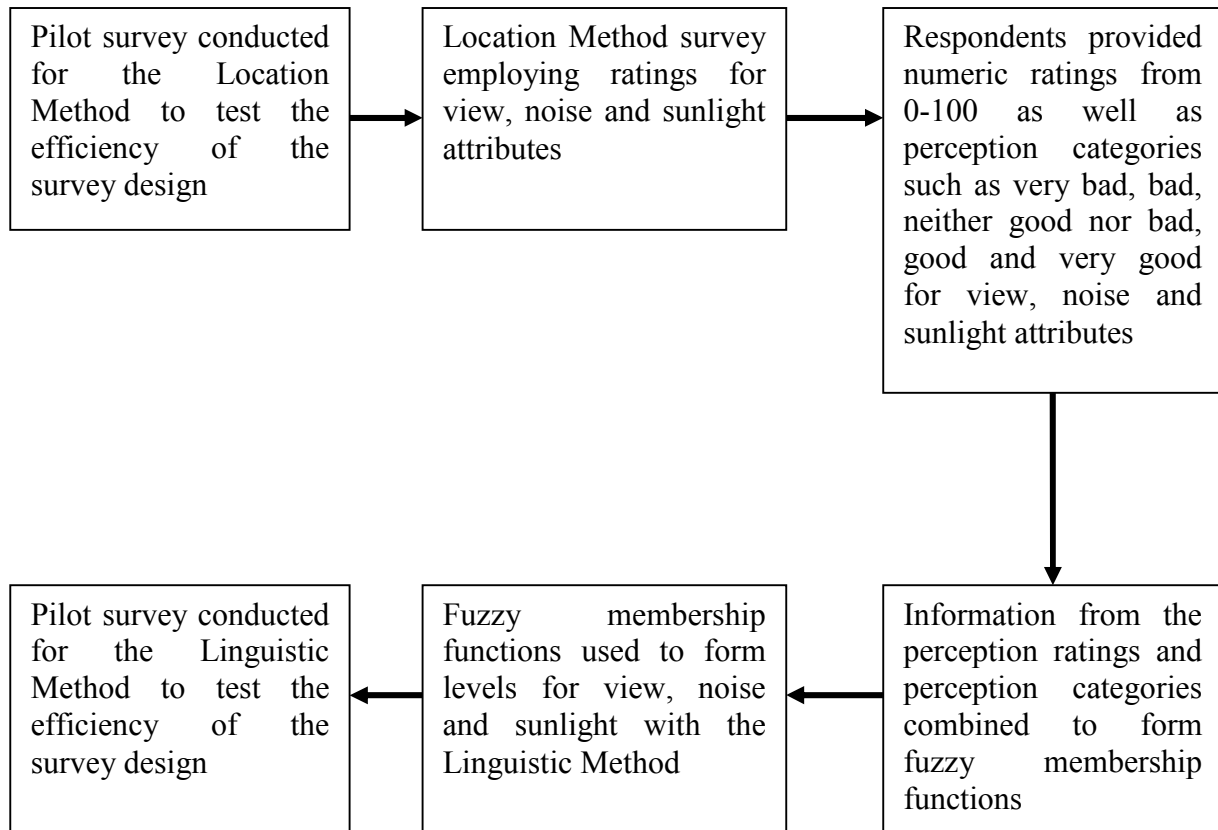 Pilot survey conducted
for the Location
Method to test the
efficiency of the
survey design
Location Method survey
employing ratings for
view, noise and sunlight
attributes
Respondents provided
numeric ratings from
0-100 as well as
perception categories
such as very bad, bad,
neither good nor bad,
good and very good
for view, noise and
sunlight attributes
Information from the
perception ratings and
perception categories
combined to form
fuzzy membership
functions
Fuzzy membership
functions used to form
levels for view, noise
and sunlight with the
Linguistic Method
Pilot survey conducted
for the Linguistic
Method to test the
efficiency of the
survey design